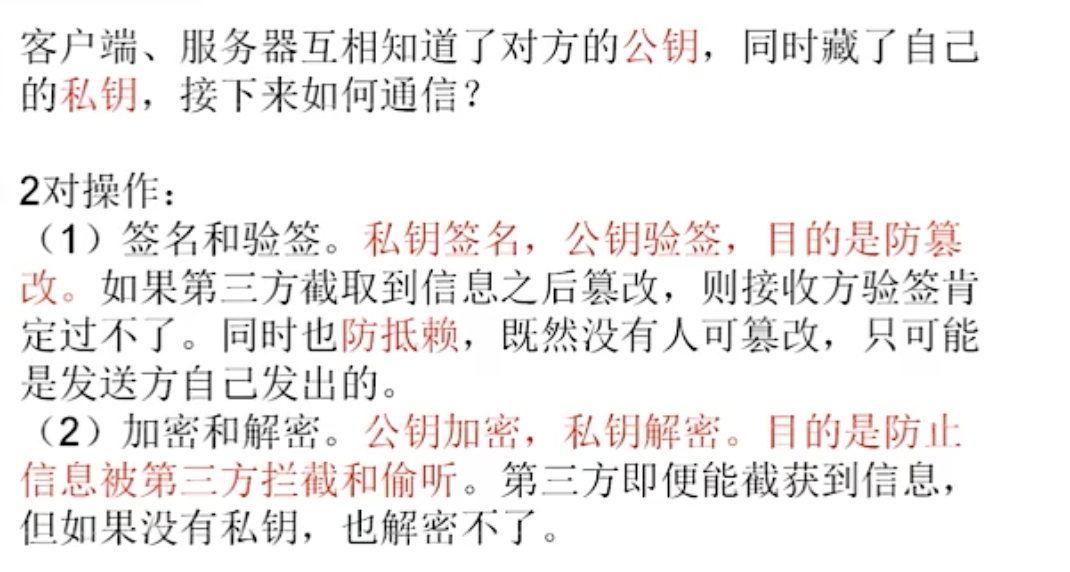 客户端、服务器互相知道了对方的公钥，同时藏了自己
的私钥，接下来如何通信？
2对操作：
（1）签名和验签。私钥签名，公钥验签，目的是防篡
改。如果第三方截取到信息之后篡改，则接收方验签肯
定过不了。同时也防抵赖，既然没有人可篡改，只可能
是发送方自己发出的。
（2）加密和解密。公钥加密，私钥解密。目的是防止
信息被第三方拦截和偷听。第三方即便能截获到信息，
但如果没有私钥，也解密不了。